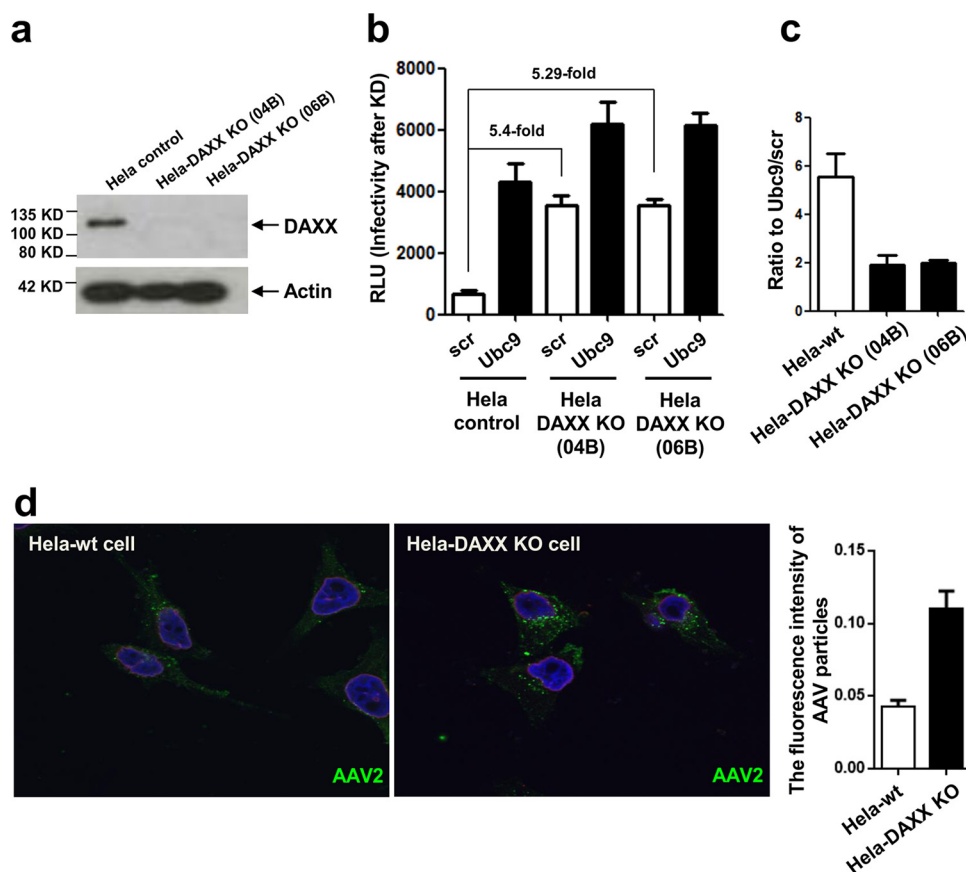 a
Hela control
Hela-DAXX KO (04B)
Hela-DAXX KO (06B)
135 KD
100 KD
80 KD
DAXX
42 KD
Actin
b
RLU (Infectivity after KD)
8000
6000
4000
2000
0
5.29-fold
5.4-fold
scr
Ubc9
scr
Ubc9
scr
Ubc9
Hela
control
Hela
DAXX KO
(04B)
Hela
DAXX KO
(06B)
c
Ratio to Ubc9/scr
8
6
4
2
0
Hela-wt
Hela-DAXX KO (04B)
Hela-DAXX KO (06B)
d
Hela-wt cell
AAV2
Hela-DAXX KO cell
AAV2
The fluorescence intensity of
AAV particles
0.15
0.10
0.05
0.00
Hela-wt
Hela-DAXX KO